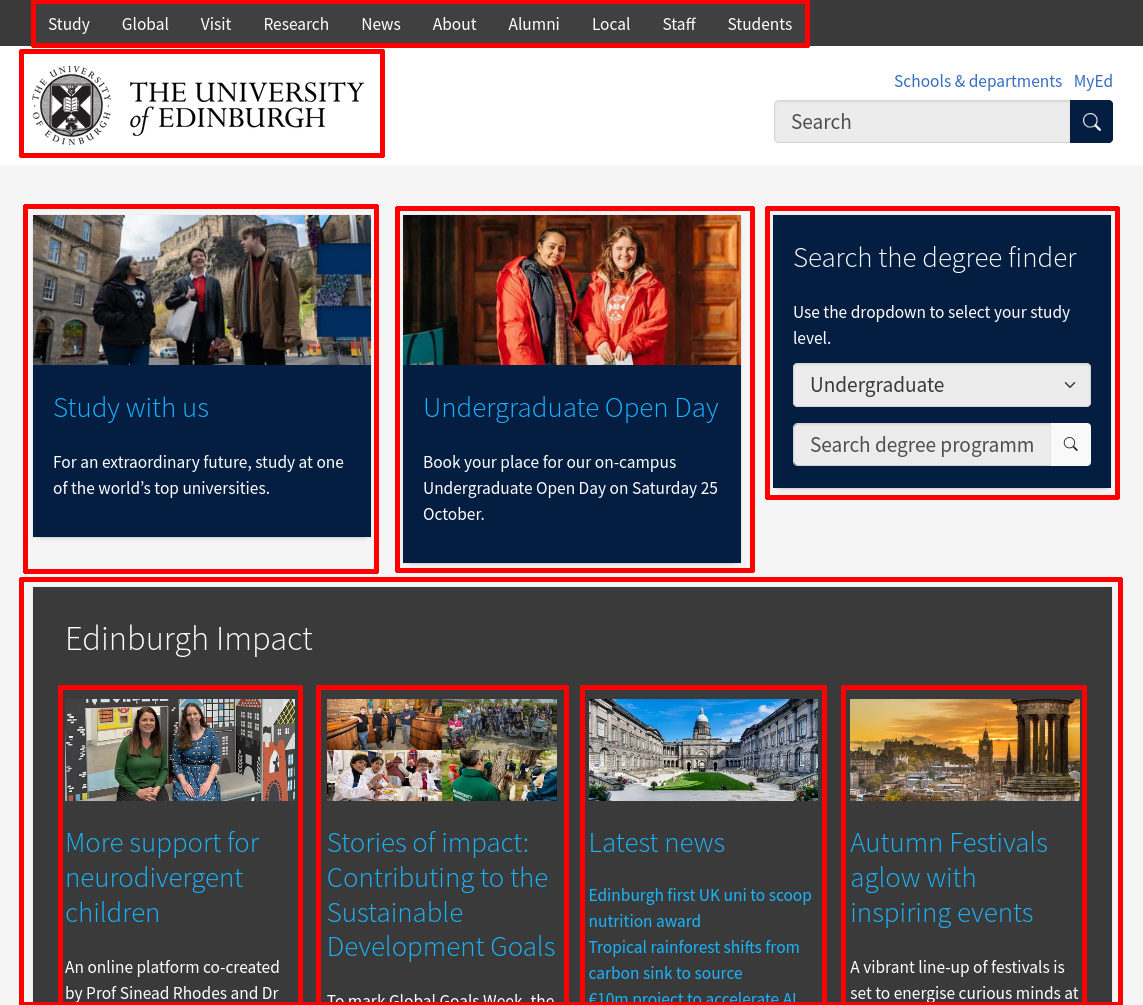 Study Global Visit Research News About Alumni Local Staff Students
THE UNIVERSITY
of EDINBURGH
THE UNIVERSITY OF EDINBURGH
Schools & departments MyEd
Search
Study with us
For an extraordinary future, study at one
of the world’s top universities.
Undergraduate Open Day
Book your place for our on-campus
Undergraduate Open Day on Saturday 25
October.
Search the degree finder
Use the dropdown to select your study
level.
Undergraduate
Search degree programm
Edinburgh Impact
More support for
neurodivergent
children
An online platform co-created
by Prof Sinead Rhodes and Dr
Stories of impact:
Contributing to the
Sustainable
Development Goals
To mark Global Goals Week, the
Latest news
Edinburgh first UK uni to scoop
nutrition award
Tropical rainforest shifts from
carbon sink to source
€10m project to accelerate AI
Autumn Festivals
aglow with
inspiring events
A vibrant line-up of festivals is
set to energise curious minds at